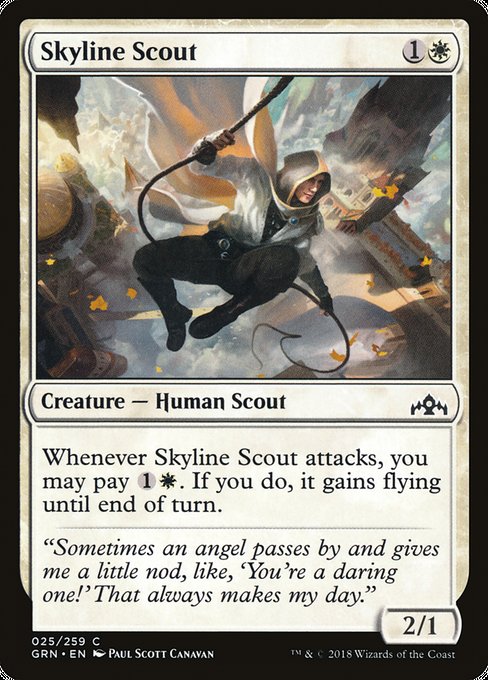 Skyline Scout 1
Creature — Human Scout
Whenever Skyline Scout attacks, you
may pay 1. If you do, it gains flying
until end of turn.
“Sometimes an angel passes by and gives
me a little nod, like, ‘You’re a daring
one!’ That always makes my day.”
2/1
025/259 C
GRN • EN Paul Scott Canavan
™ & © 2018 Wizards of the Coast